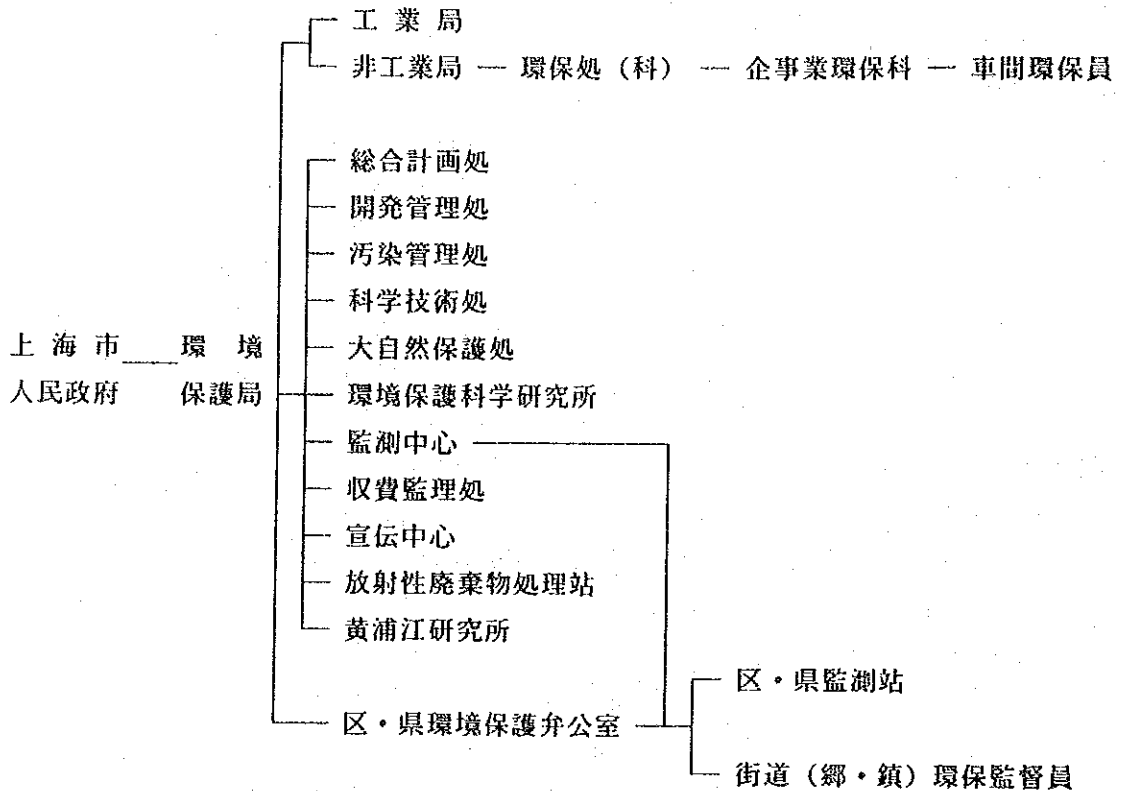 工業局
非工業局 — 環保処（科） — 企事業環保科 — 車間環保員
総合計画処
開発管理処
汚染管理処
科学技術処
大自然保護処
上海市 環境
人民政府 保護局
環境保護科学研究所
監測中心
収費監理処
宣伝中心
放射性廃棄物処理站
黄浦江研究所
区・県監測站
区・県環境保護弁公室
街道（郷・鎮）環保監督員